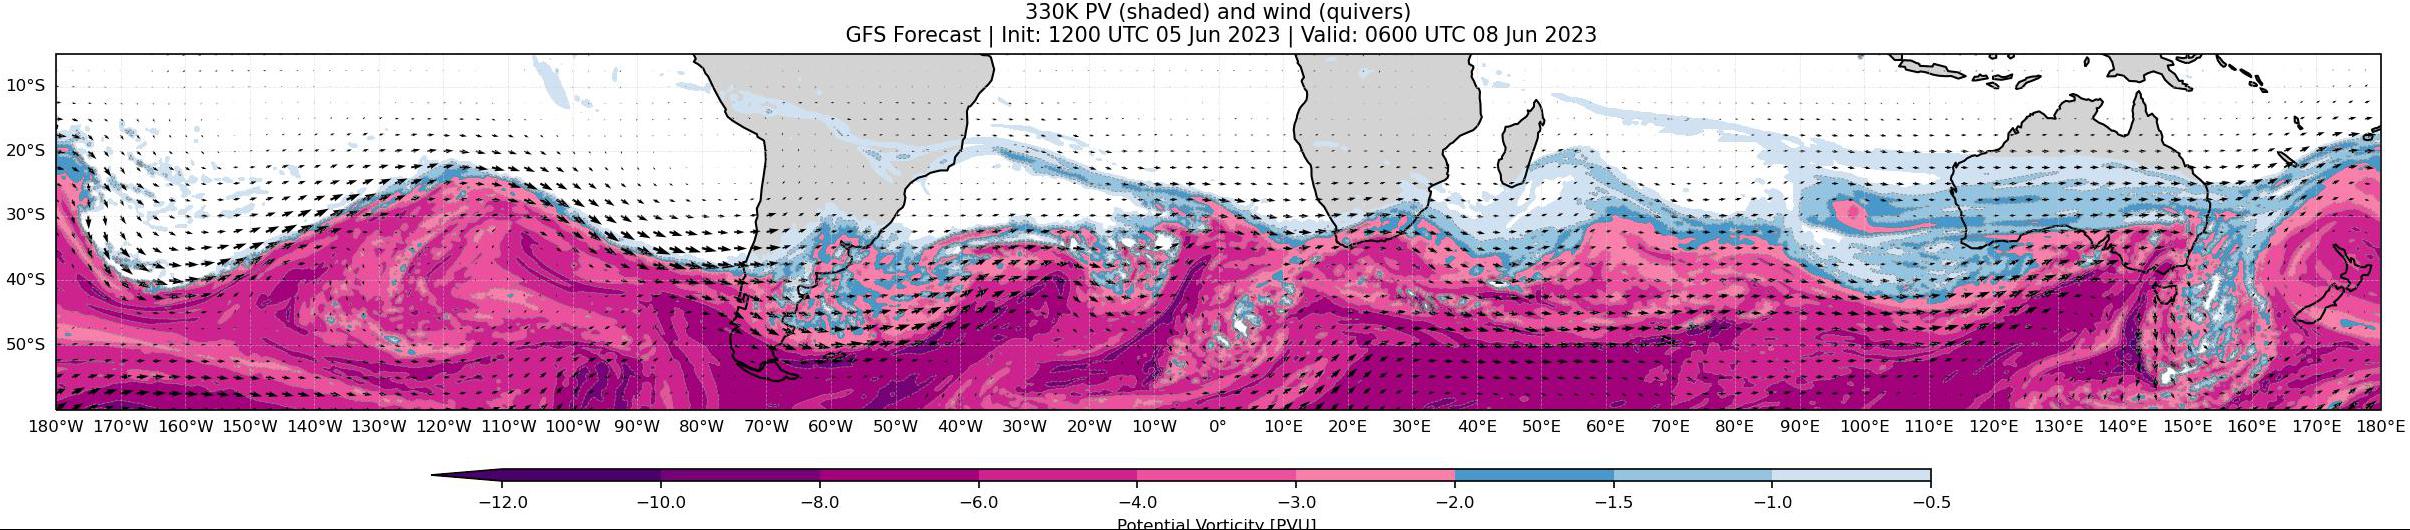 330K PV (shaded) and wind (quivers)
GFS Forecast | Init: 1200 UTC 05 Jun 2023 | Valid: 0600 UTC 08 Jun 2023
10°S
20°S
30°S
40°S
50°S
180°W 170°W 160°W 150°W 140°W 130°W 120°W 110°W 100°W 90°W 80°W 70°W 60°W 50°W 40°W 30°W 20°W 10°W 0° 10°E 20°E 30°E 40°E 50°E 60°E 70°E 80°E 90°E 100°E 110°E 120°E 130°E 140°E 150°E 160°E 170°E 180°E
−12.0 −10.0 −8.0 −6.0 −4.0 −3.0 −2.0 −1.5 −1.0 −0.5
Potential Vorticity [PVU]